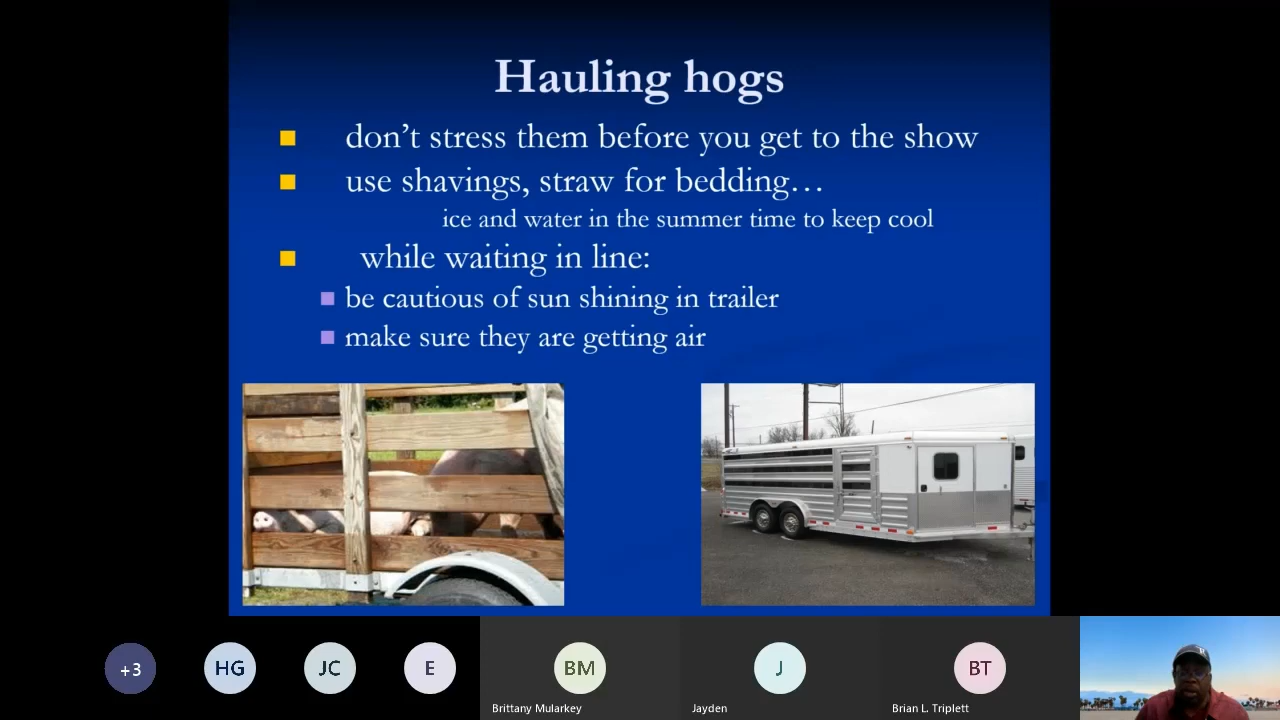 Hauling hogs
don't stress them before you get to the show
use shavings, straw for bedding…
ice and water in the summer time to keep cool
while waiting in line:
be cautious of sun shining in trailer
make sure they are getting air
+3
HG
JC
E
BM
J
BT
Brittany Mularkey
Jayden
Brian L. Triplett